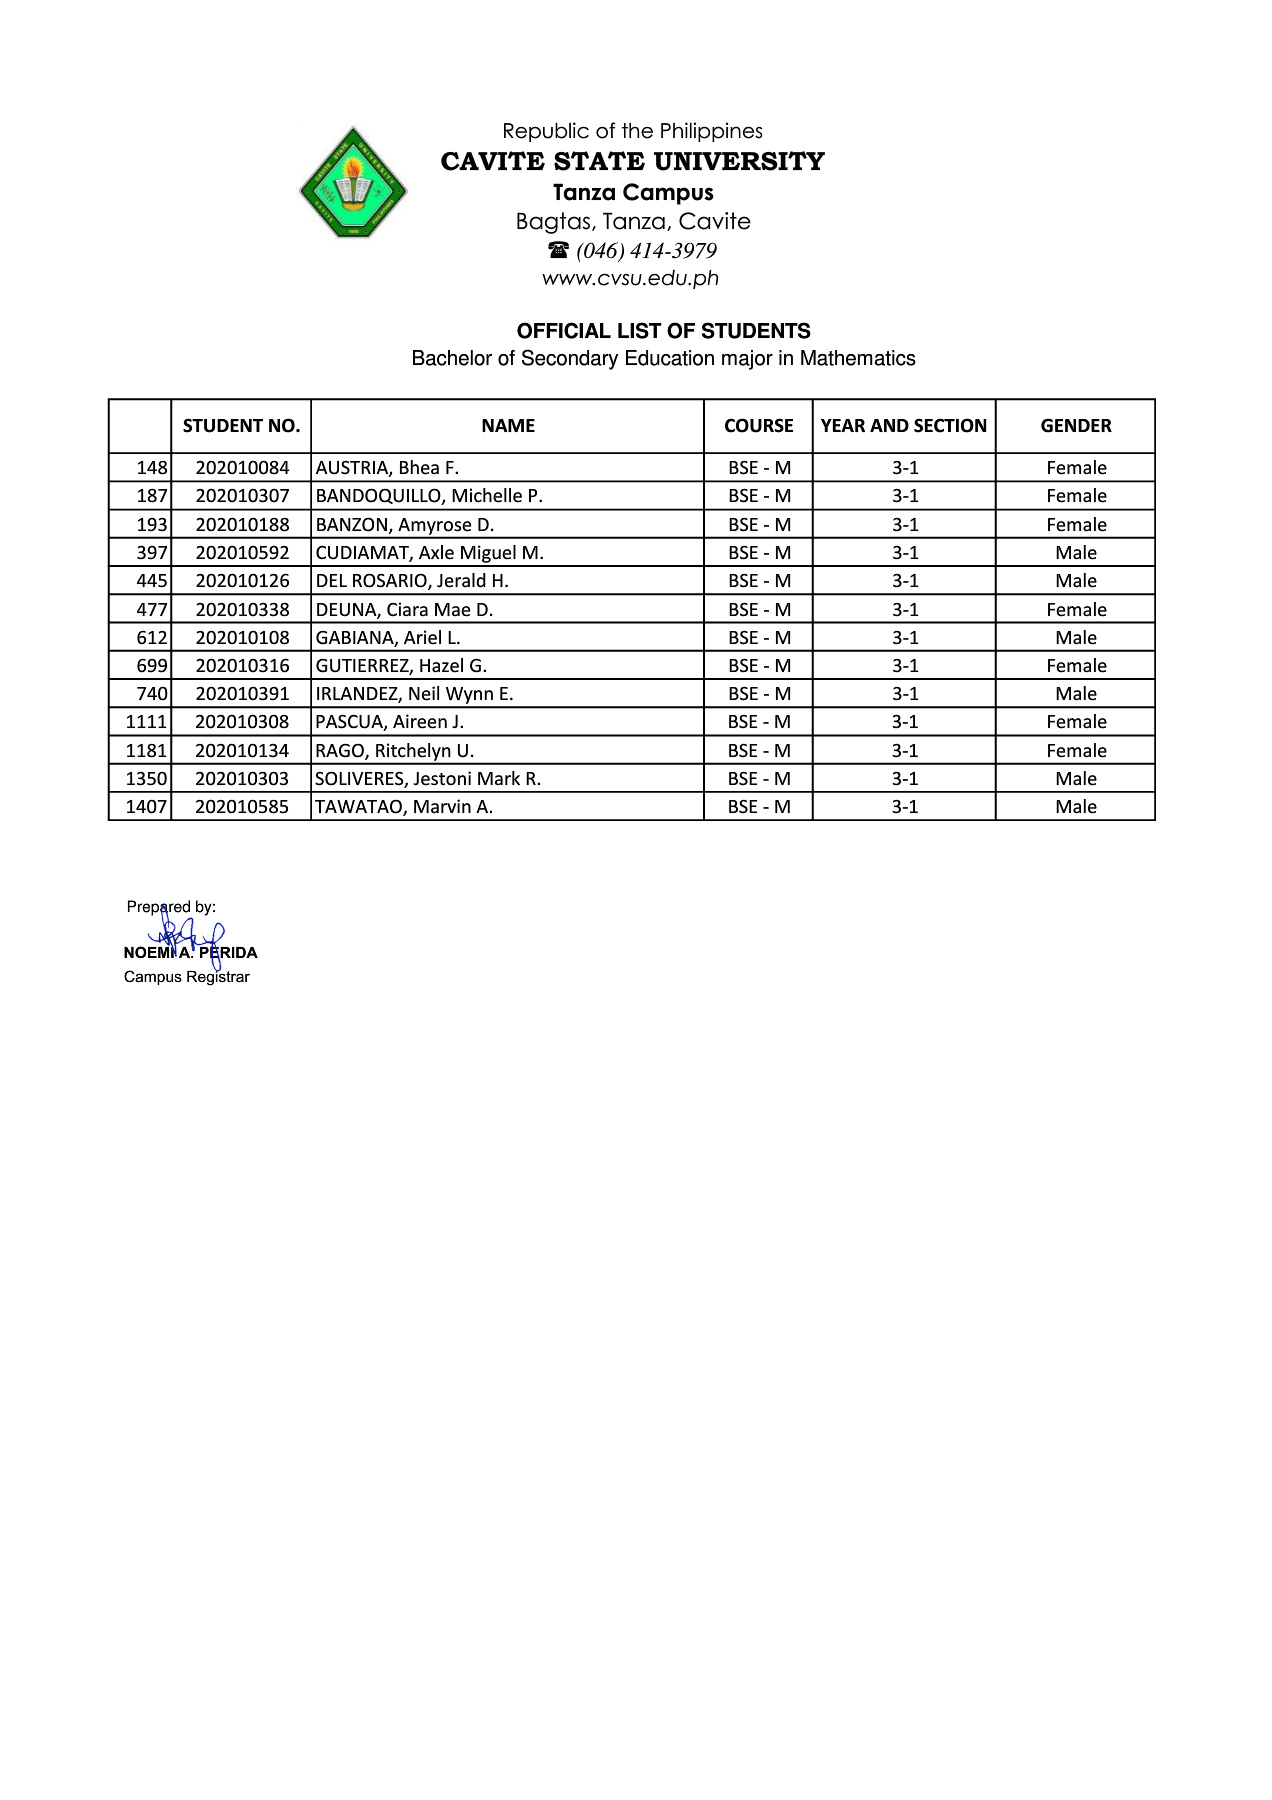 Republic of the Philippines
CAVITE STATE UNIVERSITY
Tanza Campus
Bagtas, Tanza, Cavite
☎ (046) 414-3979
www.cvsu.edu.ph
CAVITE STATE UNIVERSITY
CAVITE PHILIPPINES
OFFICIAL LIST OF STUDENTS
Bachelor of Secondary Education major in Mathematics
STUDENT NO. NAME COURSE YEAR AND SECTION GENDER
148 202010084 AUSTRIA, Bhea F. BSE - M 3-1 Female
187 202010307 BANDOQUILLO, Michelle P. BSE - M 3-1 Female
193 202010188 BANZON, Amyrose D. BSE - M 3-1 Female
397 202010592 CUDIAMAT, Axle Miguel M. BSE - M 3-1 Male
445 202010126 DEL ROSARIO, Jerald H. BSE - M 3-1 Male
477 202010338 DEUNA, Ciara Mae D. BSE - M 3-1 Female
612 202010108 GABIANA, Ariel L. BSE - M 3-1 Male
699 202010316 GUTIERREZ, Hazel G. BSE - M 3-1 Female
740 202010391 IRLANDEZ, Neil Wynn E. BSE - M 3-1 Male
1111 202010308 PASCUA, Aireen J. BSE - M 3-1 Female
1181 202010134 RAGO, Ritchelyn U. BSE - M 3-1 Female
1350 202010303 SOLIVERES, Jestoni Mark R. BSE - M 3-1 Male
1407 202010585 TAWATAO, Marvin A. BSE - M 3-1 Male
Prepared by:
NOEMI A. PERIDA
Campus Registrar